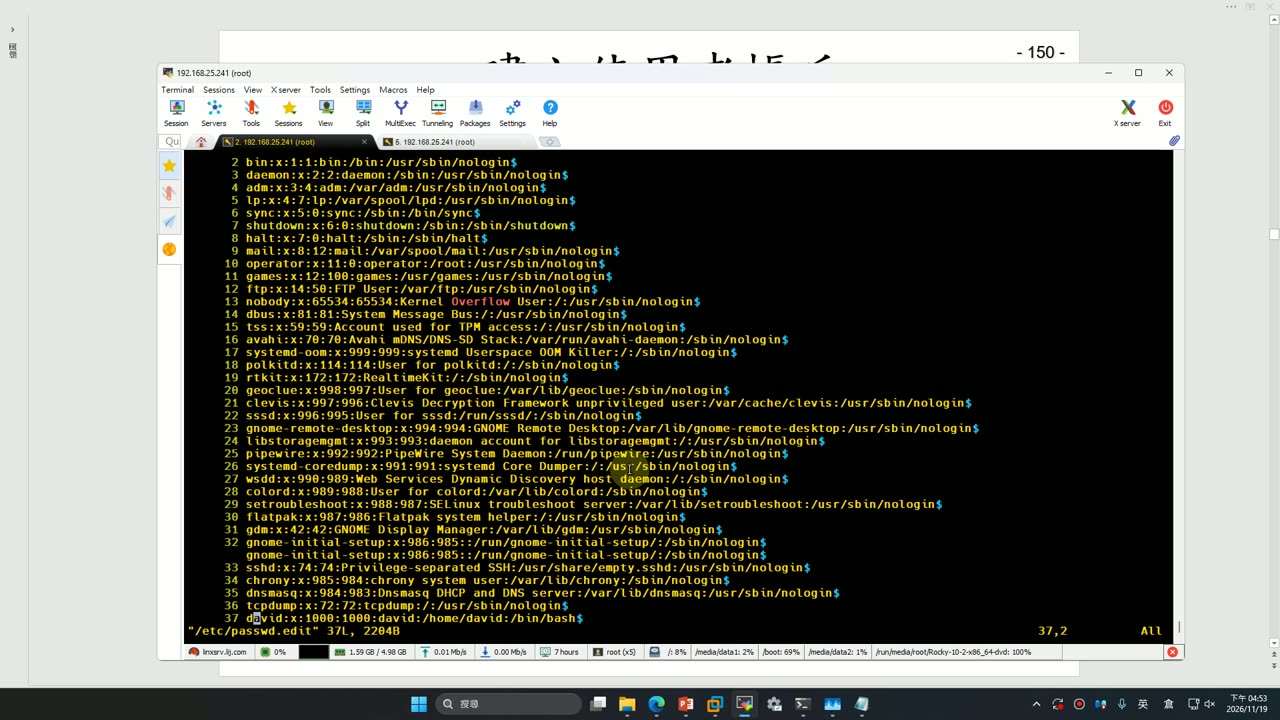 - 150 -
192.168.25.241 (root)
Terminal Sessions View X server Tools Settings Macros Help
Session Servers Tools Sessions View Split MultiExec Tunneling Packages Settings Help X server Exit
Qu
2. 192.168.25.241 (root)
5. 192.168.25.241 (root)
2 bin:x:1:1:bin:/bin:/usr/sbin/nologin$
3 daemon:x:2:2:daemon:/sbin:/usr/sbin/nologin$
4 adm:x:3:4:adm:/var/adm:/usr/sbin/nologin$
5 lp:x:4:7:lp:/var/spool/lpd:/usr/sbin/nologin$
6 sync:x:5:0:sync:/sbin:/bin/sync$
7 shutdown:x:6:0:shutdown:/sbin:/sbin/shutdown$
8 halt:x:7:0:halt:/sbin:/sbin/halt$
9 mail:x:8:12:mail:/var/spool/mail:/usr/sbin/nologin$
10 operator:x:11:0:operator:/root:/usr/sbin/nologin$
11 games:x:12:100:games:/usr/games:/usr/sbin/nologin$
12 ftp:x:14:50:FTP User:/var/ftp:/usr/sbin/nologin$
13 nobody:x:65534:65534:Kernel Overflow User:/:/usr/sbin/nologin$
14 dbus:x:81:81:System Message Bus:/:/usr/sbin/nologin$
15 tss:x:59:59:Account used for TPM access:/:/usr/sbin/nologin$
16 avahi:x:70:70:Avahi mDNS/DNS-SD Stack:/var/run/avahi-daemon:/sbin/nologin$
17 systemd-oom:x:999:999:systemd Userspace OOM Killer:/:/sbin/nologin$
18 polkitd:x:114:114:User for polkitd:/:/sbin/nologin$
19 rtkit:x:172:172:RealtimeKit:/:/sbin/nologin$
20 geoclue:x:998:997:User for geoclue:/var/lib/geoclue:/sbin/nologin$
21 clevis:x:997:996:Clevis Decryption Framework unprivileged user:/var/cache/clevis:/usr/sbin/nologin$
22 sssd:x:996:995:User for sssd:/run/sssd/:/sbin/nologin$
23 gnome-remote-desktop:x:994:994:GNOME Remote Desktop:/var/lib/gnome-remote-desktop:/usr/sbin/nologin$
24 libstoragemgmt:x:993:993:daemon account for libstoragemgmt:/:/usr/sbin/nologin$
25 pipewire:x:992:992:PipeWire System Daemon:/run/pipewire:/usr/sbin/nologin$
26 systemd-coredump:x:991:991:systemd Core Dumper:/:/usr/sbin/nologin$
27 wsdd:x:990:989:Web Services Dynamic Discovery host daemon:/:/sbin/nologin$
28 colord:x:989:988:User for colord:/var/lib/colord:/sbin/nologin$
29 setroubleshoot:x:988:987:SELinux troubleshoot server:/var/lib/setroubleshoot:/usr/sbin/nologin$
30 flatpak:x:987:986:Flatpak system helper:/:/usr/sbin/nologin$
31 gdm:x:42:42:GNOME Display Manager:/var/lib/gdm:/usr/sbin/nologin$
32 gnome-initial-setup:x:986:985::/run/gnome-initial-setup/:/sbin/nologin$
gnome-initial-setup:x:986:985::/run/gnome-initial-setup/:/sbin/nologin$
33 sshd:x:74:74:Privilege-separated SSH:/usr/share/empty.sshd:/usr/sbin/nologin$
34 chrony:x:985:984:chrony system user:/var/lib/chrony:/sbin/nologin$
35 dnsmasq:x:984:983:Dnsmasq DHCP and DNS server:/var/lib/dnsmasq:/usr/sbin/nologin$
36 tcpdump:x:72:72:tcpdump:/:/usr/sbin/nologin$
37 david:x:1000:1000:david:/home/david:/bin/bash$
"/etc/passwd.edit" 37L, 2204B 37,2 All
linxsrv.lij.com 0% 1.59 GB / 4.98 GB 0.01 Mb/s 0.00 Mb/s 7 hours root (x5) /: 8% /media/data1: 2% /boot: 69% /media/data2: 1% /run/media/root/Rocky-10-2-x86_64-dvd: 100%
搜尋
英
下午 04:53
2026/11/19